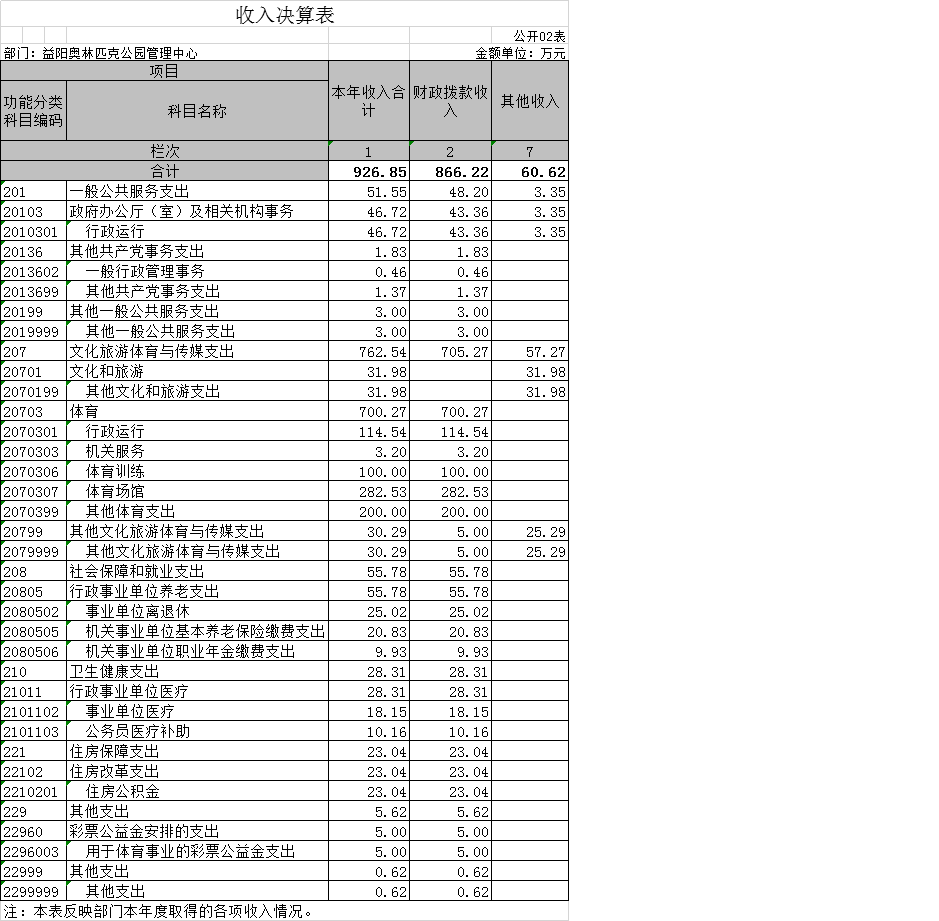 收入决算表
公开02表
部门：益阳奥林匹克公园管理中心 金额单位：万元
项目 本年收入合计 财政拨款收入 其他收入
功能分类科目编码 科目名称
栏次 1 2 7
合计 926.85 866.22 60.62
201 一般公共服务支出 51.55 48.20 3.35
20103 政府办公厅（室）及相关机构事务 46.72 43.36 3.35
2010301 行政运行 46.72 43.36 3.35
20136 其他共产党事务支出 1.83 1.83
2013602 一般行政管理事务 0.46 0.46
2013699 其他共产党事务支出 1.37 1.37
20199 其他一般公共服务支出 3.00 3.00
2019999 其他一般公共服务支出 3.00 3.00
207 文化旅游体育与传媒支出 762.54 705.27 57.27
20701 文化和旅游 31.98 31.98
2070199 其他文化和旅游支出 31.98 31.98
20703 体育 700.27 700.27
2070301 行政运行 114.54 114.54
2070303 机关服务 3.20 3.20
2070306 体育训练 100.00 100.00
2070307 体育场馆 282.53 282.53
2070399 其他体育支出 200.00 200.00
20799 其他文化旅游体育与传媒支出 30.29 5.00 25.29
2079999 其他文化旅游体育与传媒支出 30.29 5.00 25.29
208 社会保障和就业支出 55.78 55.78
20805 行政事业单位养老支出 55.78 55.78
2080502 事业单位离退休 25.02 25.02
2080505 机关事业单位基本养老保险缴费支出 20.83 20.83
2080506 机关事业单位职业年金缴费支出 9.93 9.93
210 卫生健康支出 28.31 28.31
21011 行政事业单位医疗 28.31 28.31
2101102 事业单位医疗 18.15 18.15
2101103 公务员医疗补助 10.16 10.16
221 住房保障支出 23.04 23.04
22102 住房改革支出 23.04 23.04
2210201 住房公积金 23.04 23.04
229 其他支出 5.62 5.62
22960 彩票公益金安排的支出 5.00 5.00
2296003 用于体育事业的彩票公益金支出 5.00 5.00
22999 其他支出 0.62 0.62
2299999 其他支出 0.62 0.62
注：本表反映部门本年度取得的各项收入情况。